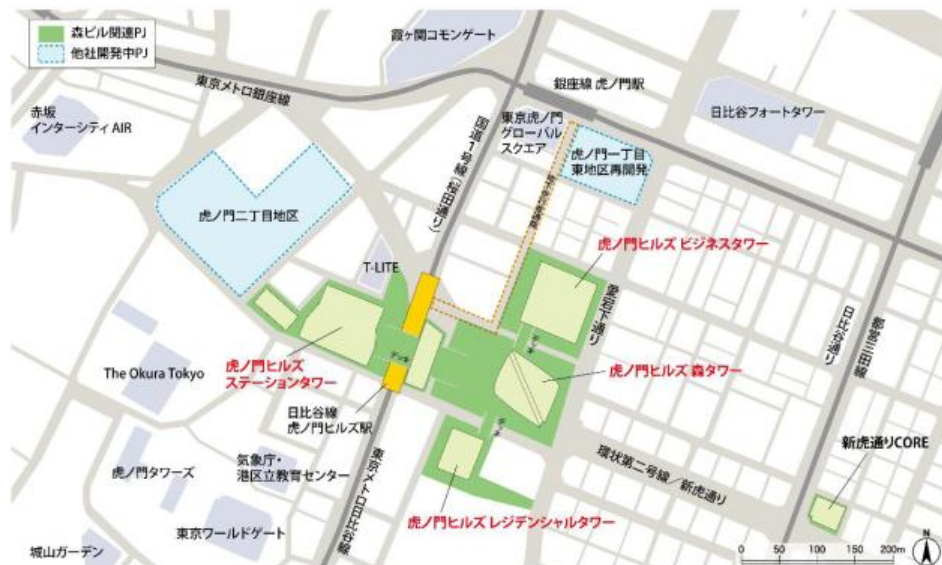 森ビル関連PJ
他社開発中PJ
霞ヶ関コモンゲート
東京メトロ銀座線
銀座線 虎ノ門駅
赤坂
インターシティ AIR
国道1号線(桜田通り)
東京虎ノ門
グローバル
スクエア
日比谷フォートタワー
虎ノ門一丁目
東地区再開発
虎ノ門二丁目地区
虎ノ門ヒルズ ビジネスタワー
T-LITE
愛宕下通り
日比谷通り
都営三田線
デッキ
虎ノ門ヒルズ
ステーションタワー
デッキ
虎ノ門ヒルズ 森タワー
The Okura Tokyo
日比谷線
虎ノ門ヒルズ駅
デッキ
新虎通りCORE
虎ノ門タワーズ
気象庁・
港区立教育センター
東京メトロ日比谷線
環状第二号線/新虎通り
虎ノ門ヒルズ レジデンシャルタワー
東京ワールドゲート
城山ガーデン
N
0 50 100 150 200m